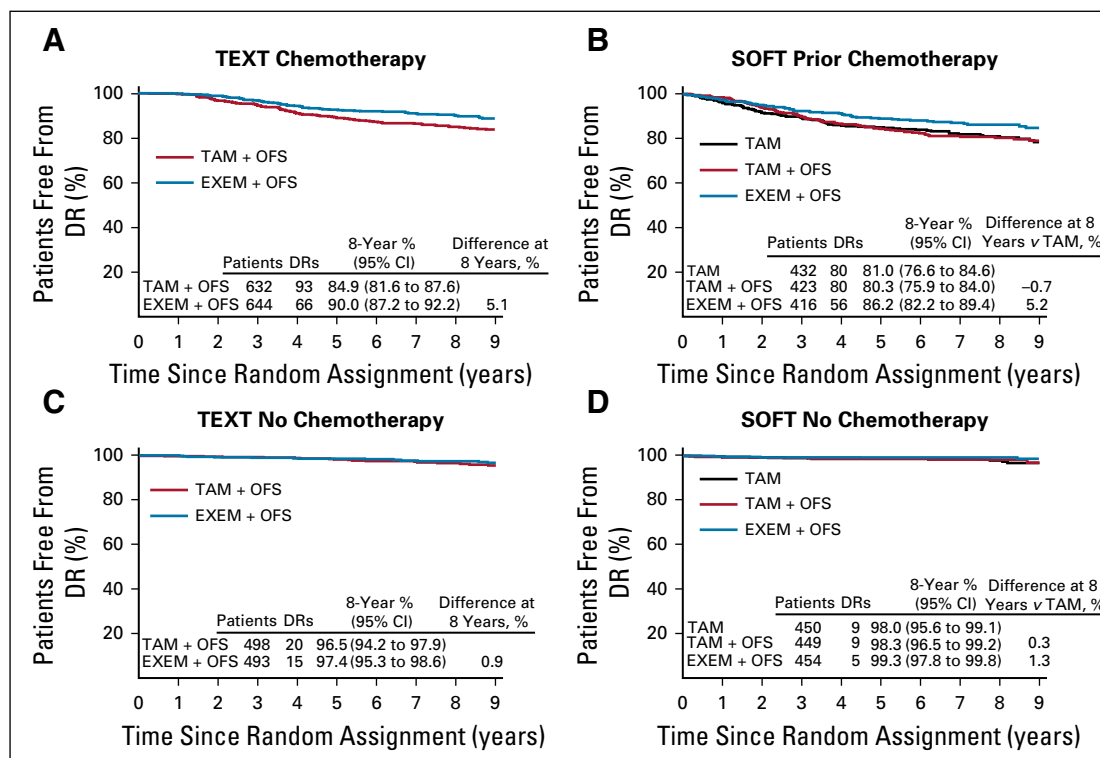 A
TEXT Chemotherapy
100
80
60
40
20
Patients Free From
DR (%)
TAM + OFS
EXEM + OFS
8-Year % Difference at
Patients DRs (95% CI) 8 Years, %
TAM + OFS 632 93 84.9 (81.6 to 87.6)
EXEM + OFS 644 66 90.0 (87.2 to 92.2) 5.1
0 1 2 3 4 5 6 7 8 9
Time Since Random Assignment (years)
B
SOFT Prior Chemotherapy
100
80
60
40
20
Patients Free From
DR (%)
TAM
TAM + OFS
EXEM + OFS
8-Year % Difference at 8
Patients DRs (95% CI) Years v TAM, %
TAM 432 80 81.0 (76.6 to 84.6)
TAM + OFS 423 80 80.3 (75.9 to 84.0) –0.7
EXEM + OFS 416 56 86.2 (82.2 to 89.4) 5.2
0 1 2 3 4 5 6 7 8 9
Time Since Random Assignment (years)
C
TEXT No Chemotherapy
100
80
60
40
20
Patients Free From
DR (%)
TAM + OFS
EXEM + OFS
8-Year % Difference at
Patients DRs (95% CI) 8 Years, %
TAM + OFS 498 20 96.5 (94.2 to 97.9)
EXEM + OFS 493 15 97.4 (95.3 to 98.6) 0.9
0 1 2 3 4 5 6 7 8 9
Time Since Random Assignment (years)
D
SOFT No Chemotherapy
100
80
60
40
20
Patients Free From
DR (%)
TAM
TAM + OFS
EXEM + OFS
8-Year % Difference at 8
Patients DRs (95% CI) Years v TAM, %
TAM 450 9 98.0 (95.6 to 99.1)
TAM + OFS 449 9 98.3 (96.5 to 99.2) 0.3
EXEM + OFS 454 5 99.3 (97.8 to 99.8) 1.3
0 1 2 3 4 5 6 7 8 9
Time Since Random Assignment (years)